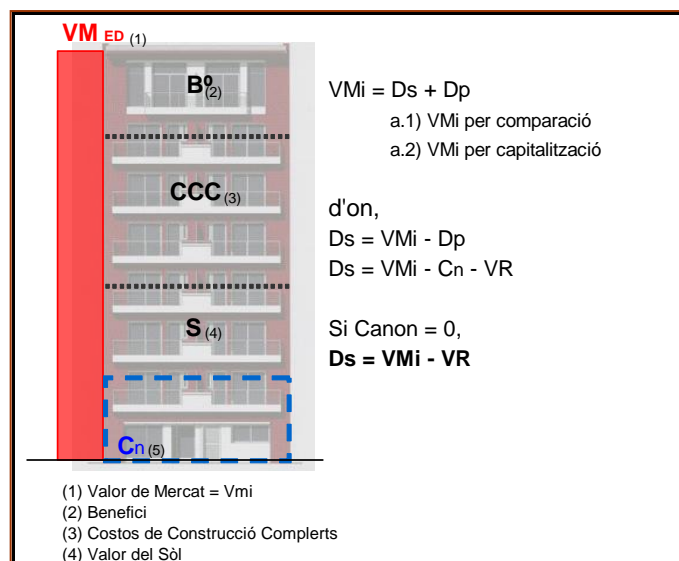 VM ED (1)
Bº(2)
CCC (3)
S (4)
Cn (5)
VMi = Ds + Dp
a.1) VMi per comparació
a.2) VMi per capitalització
d'on,
Ds = VMi - Dp
Ds = VMi - Cn - VR
Si Canon = 0,
Ds = VMi - VR
(1) Valor de Mercat = Vmi
(2) Benefici
(3) Costos de Construcció Complerts
(4) Valor del Sòl